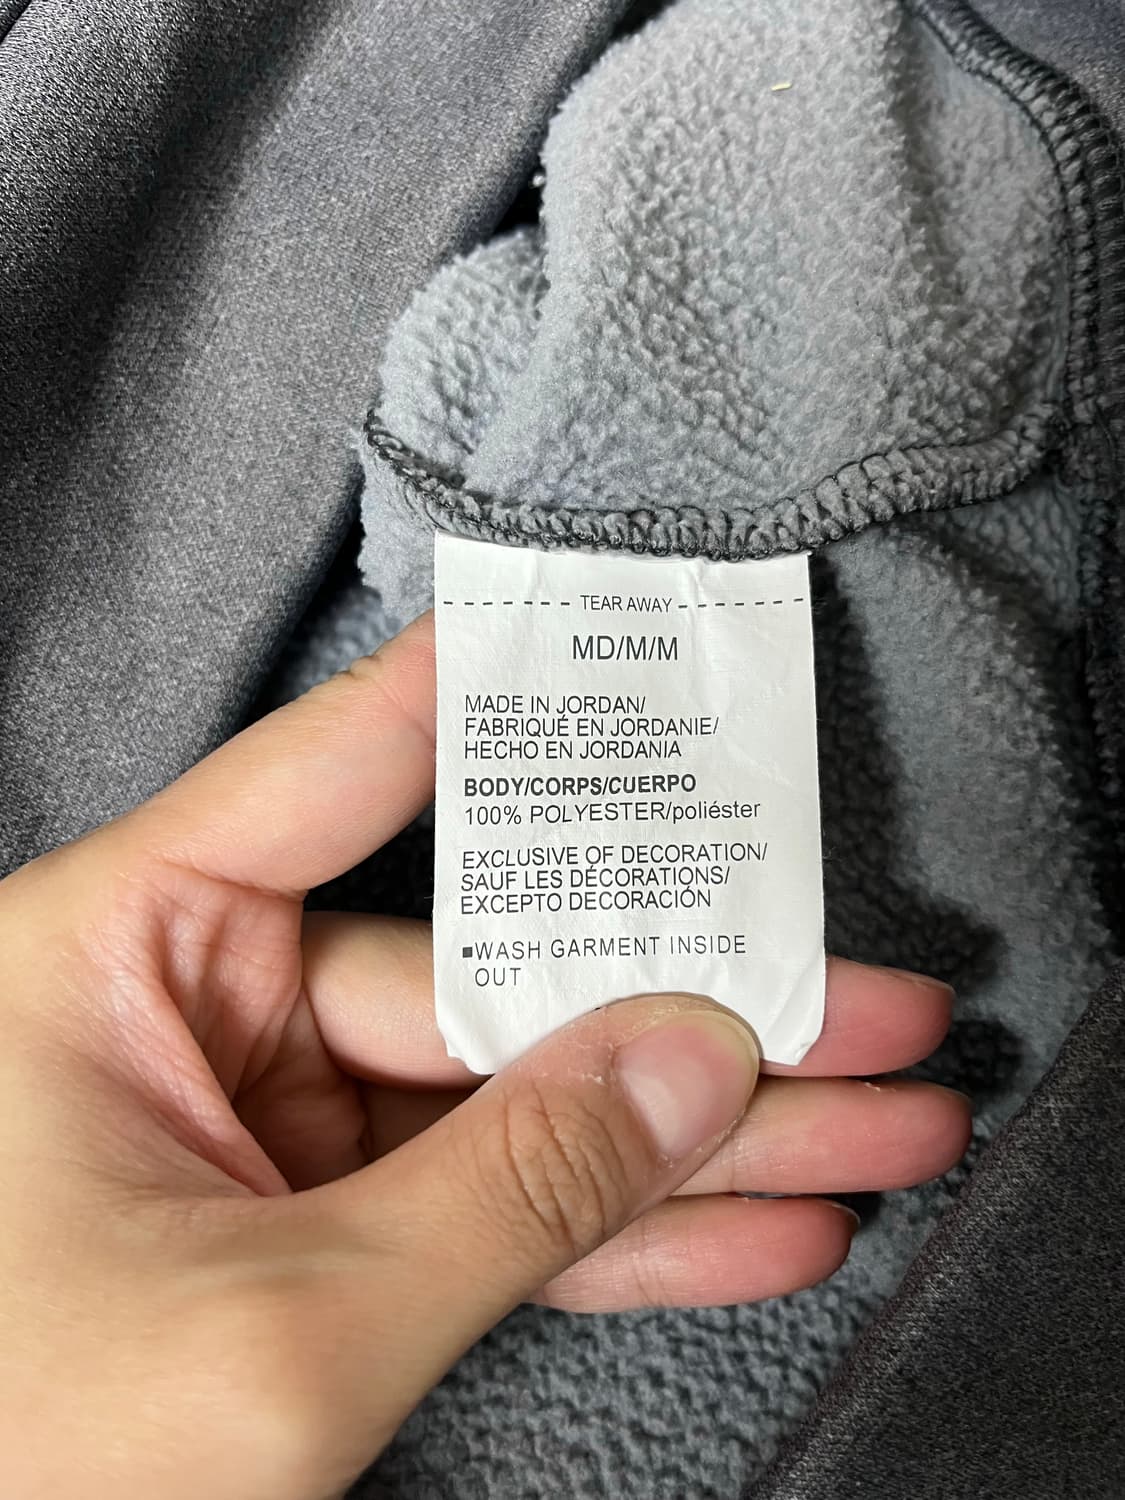 TEAR AWAY
MD/M/M
MADE IN JORDAN/
FABRIQUÉ EN JORDANIE/
HECHO EN JORDANIA
BODY/CORPS/CUERPO
100% POLYESTER/poliéster
EXCLUSIVE OF DECORATION/
SAUF LES DÉCORATIONS/
EXCEPTO DECORACIÓN
■WASH GARMENT INSIDE
OUT